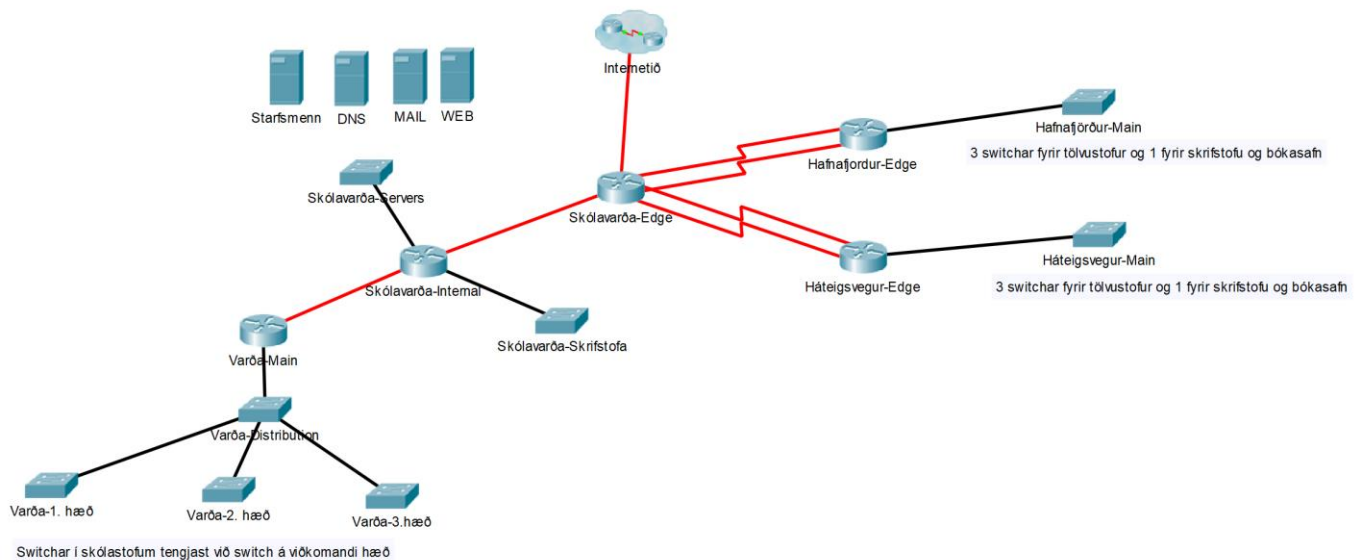 Internetið
Starfsmenn
DNS
MAIL
WEB
Hafnafjörður-Main
3 switchar fyrir tölvustofur og 1 fyrir skrifstofu og bókasafn
Hafnafjordur-Edge
Skólavarða-Servers
Skólavarða-Edge
Háteigsvegur-Main
3 switchar fyrir tölvustofur og 1 fyrir skrifstofu og bókasafn
Háteigsvegur-Edge
Skólavarða-Internal
Skólavarða-Skrifstofa
Varða-Main
Varða-Distribution
Varða-1. hæð
Varða-2. hæð
Varða-3.hæð
Switchar í skólastofum tengjast við switch á viðkomandi hæð